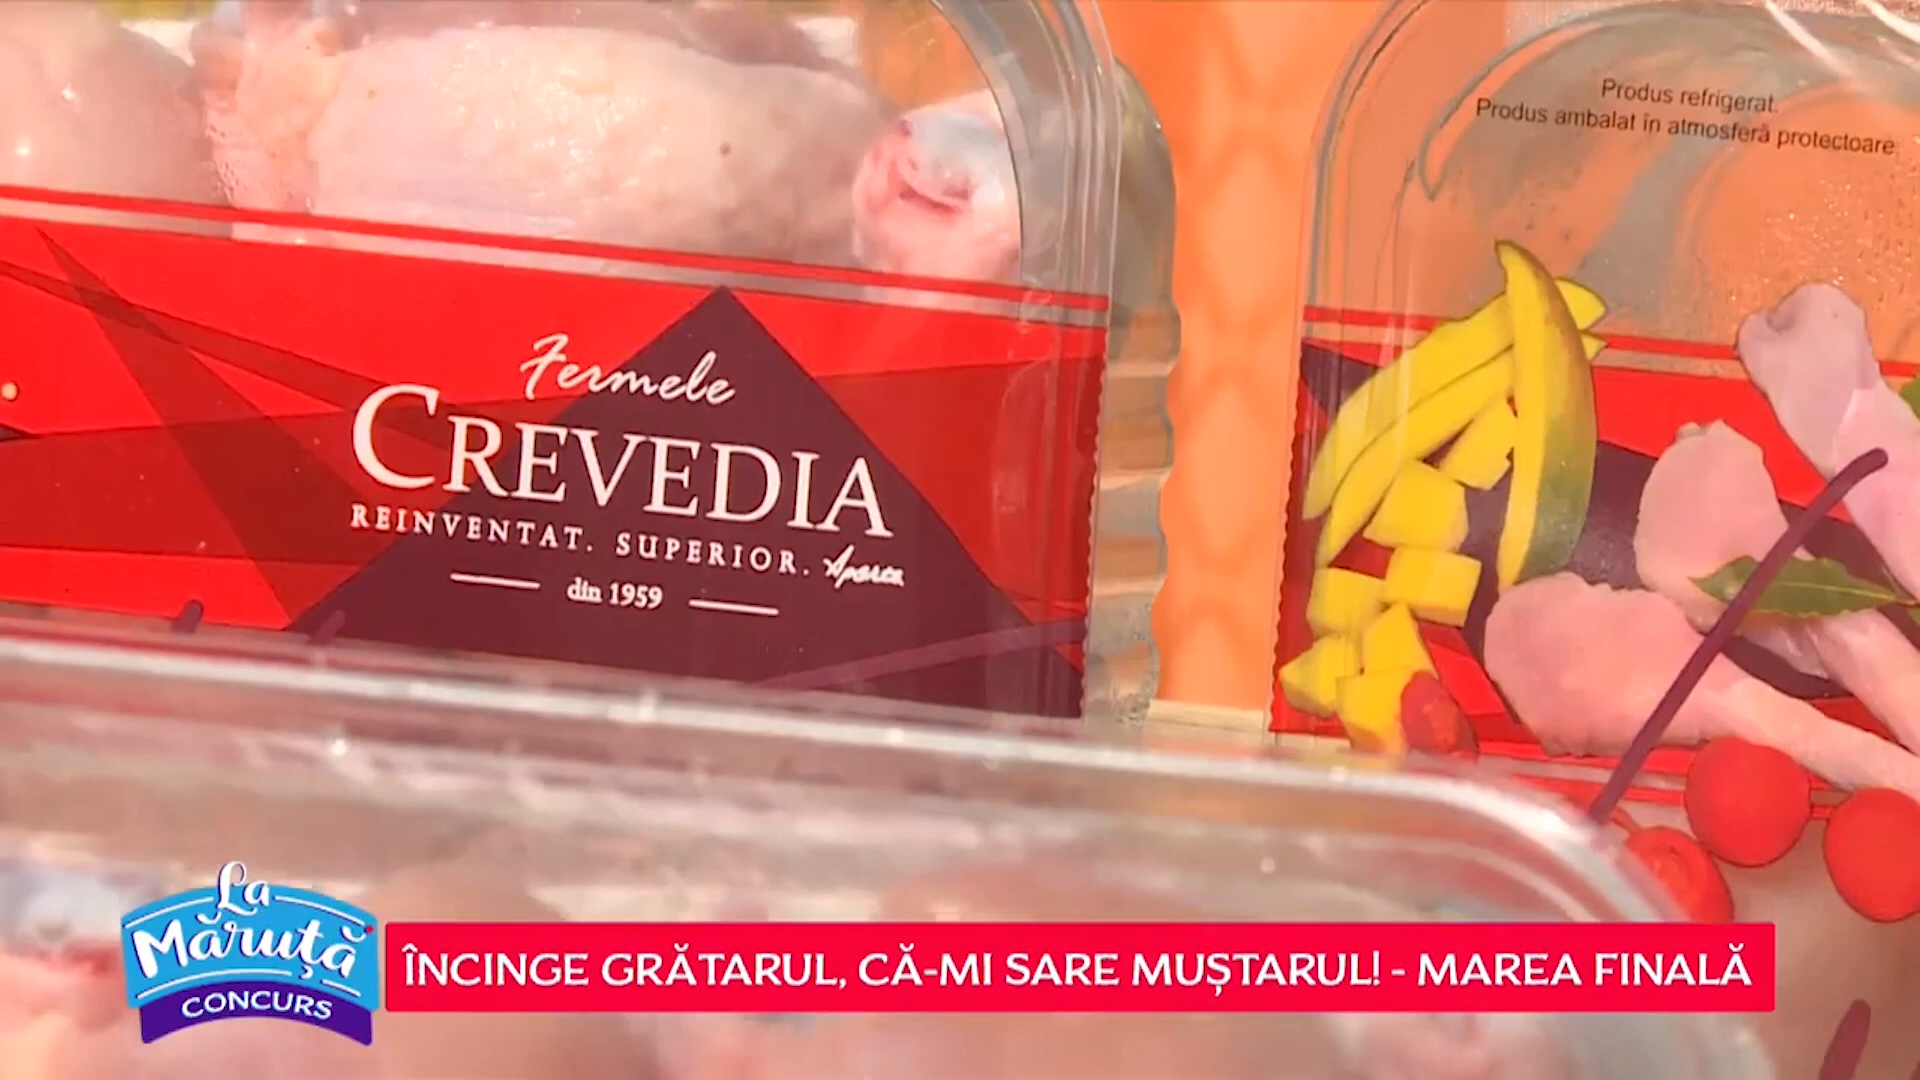 Produs refrigerat.
Produs ambalat în atmosferă protectoare.
Fermele
CREVEDIA
REINVENTAT. SUPERIOR. Aparte
din 1959
La
Măruță
CONCURS
ÎNCINGE GRĂTARUL, CĂ-MI SARE MUȘTARUL! - MAREA FINALĂ